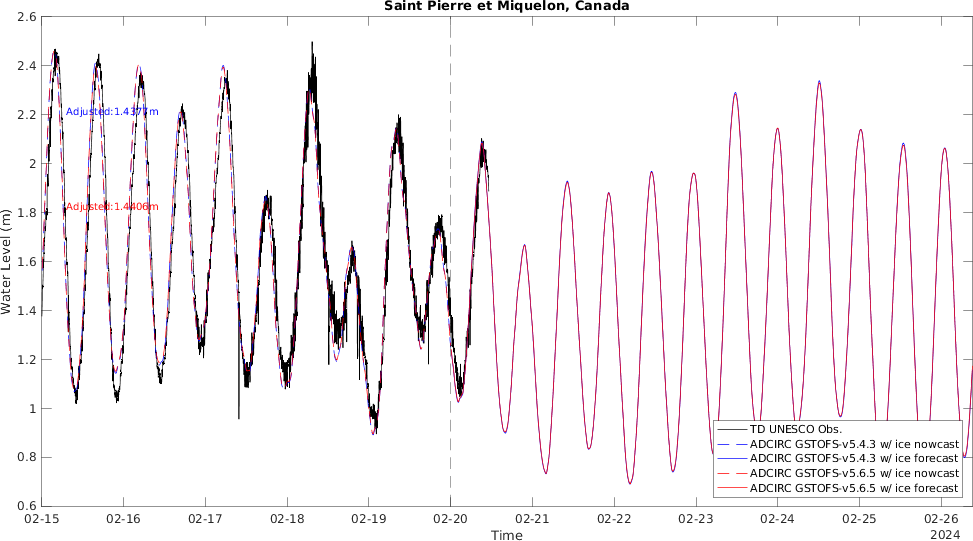 Saint Pierre et Miquelon, Canada
2.6
2.4
2.2
2
1.8
1.6
1.4
1.2
1
0.8
0.6
Water Level (m)
Adjusted:1.4377m
Adjusted:1.4406m
TD UNESCO Obs.
ADCIRC GSTOFS-v5.4.3 w/ ice nowcast
ADCIRC GSTOFS-v5.4.3 w/ ice forecast
ADCIRC GSTOFS-v5.6.5 w/ ice nowcast
ADCIRC GSTOFS-v5.6.5 w/ ice forecast
02-15 02-16 02-17 02-18 02-19 02-20 02-21 02-22 02-23 02-24 02-25 02-26
Time
2024